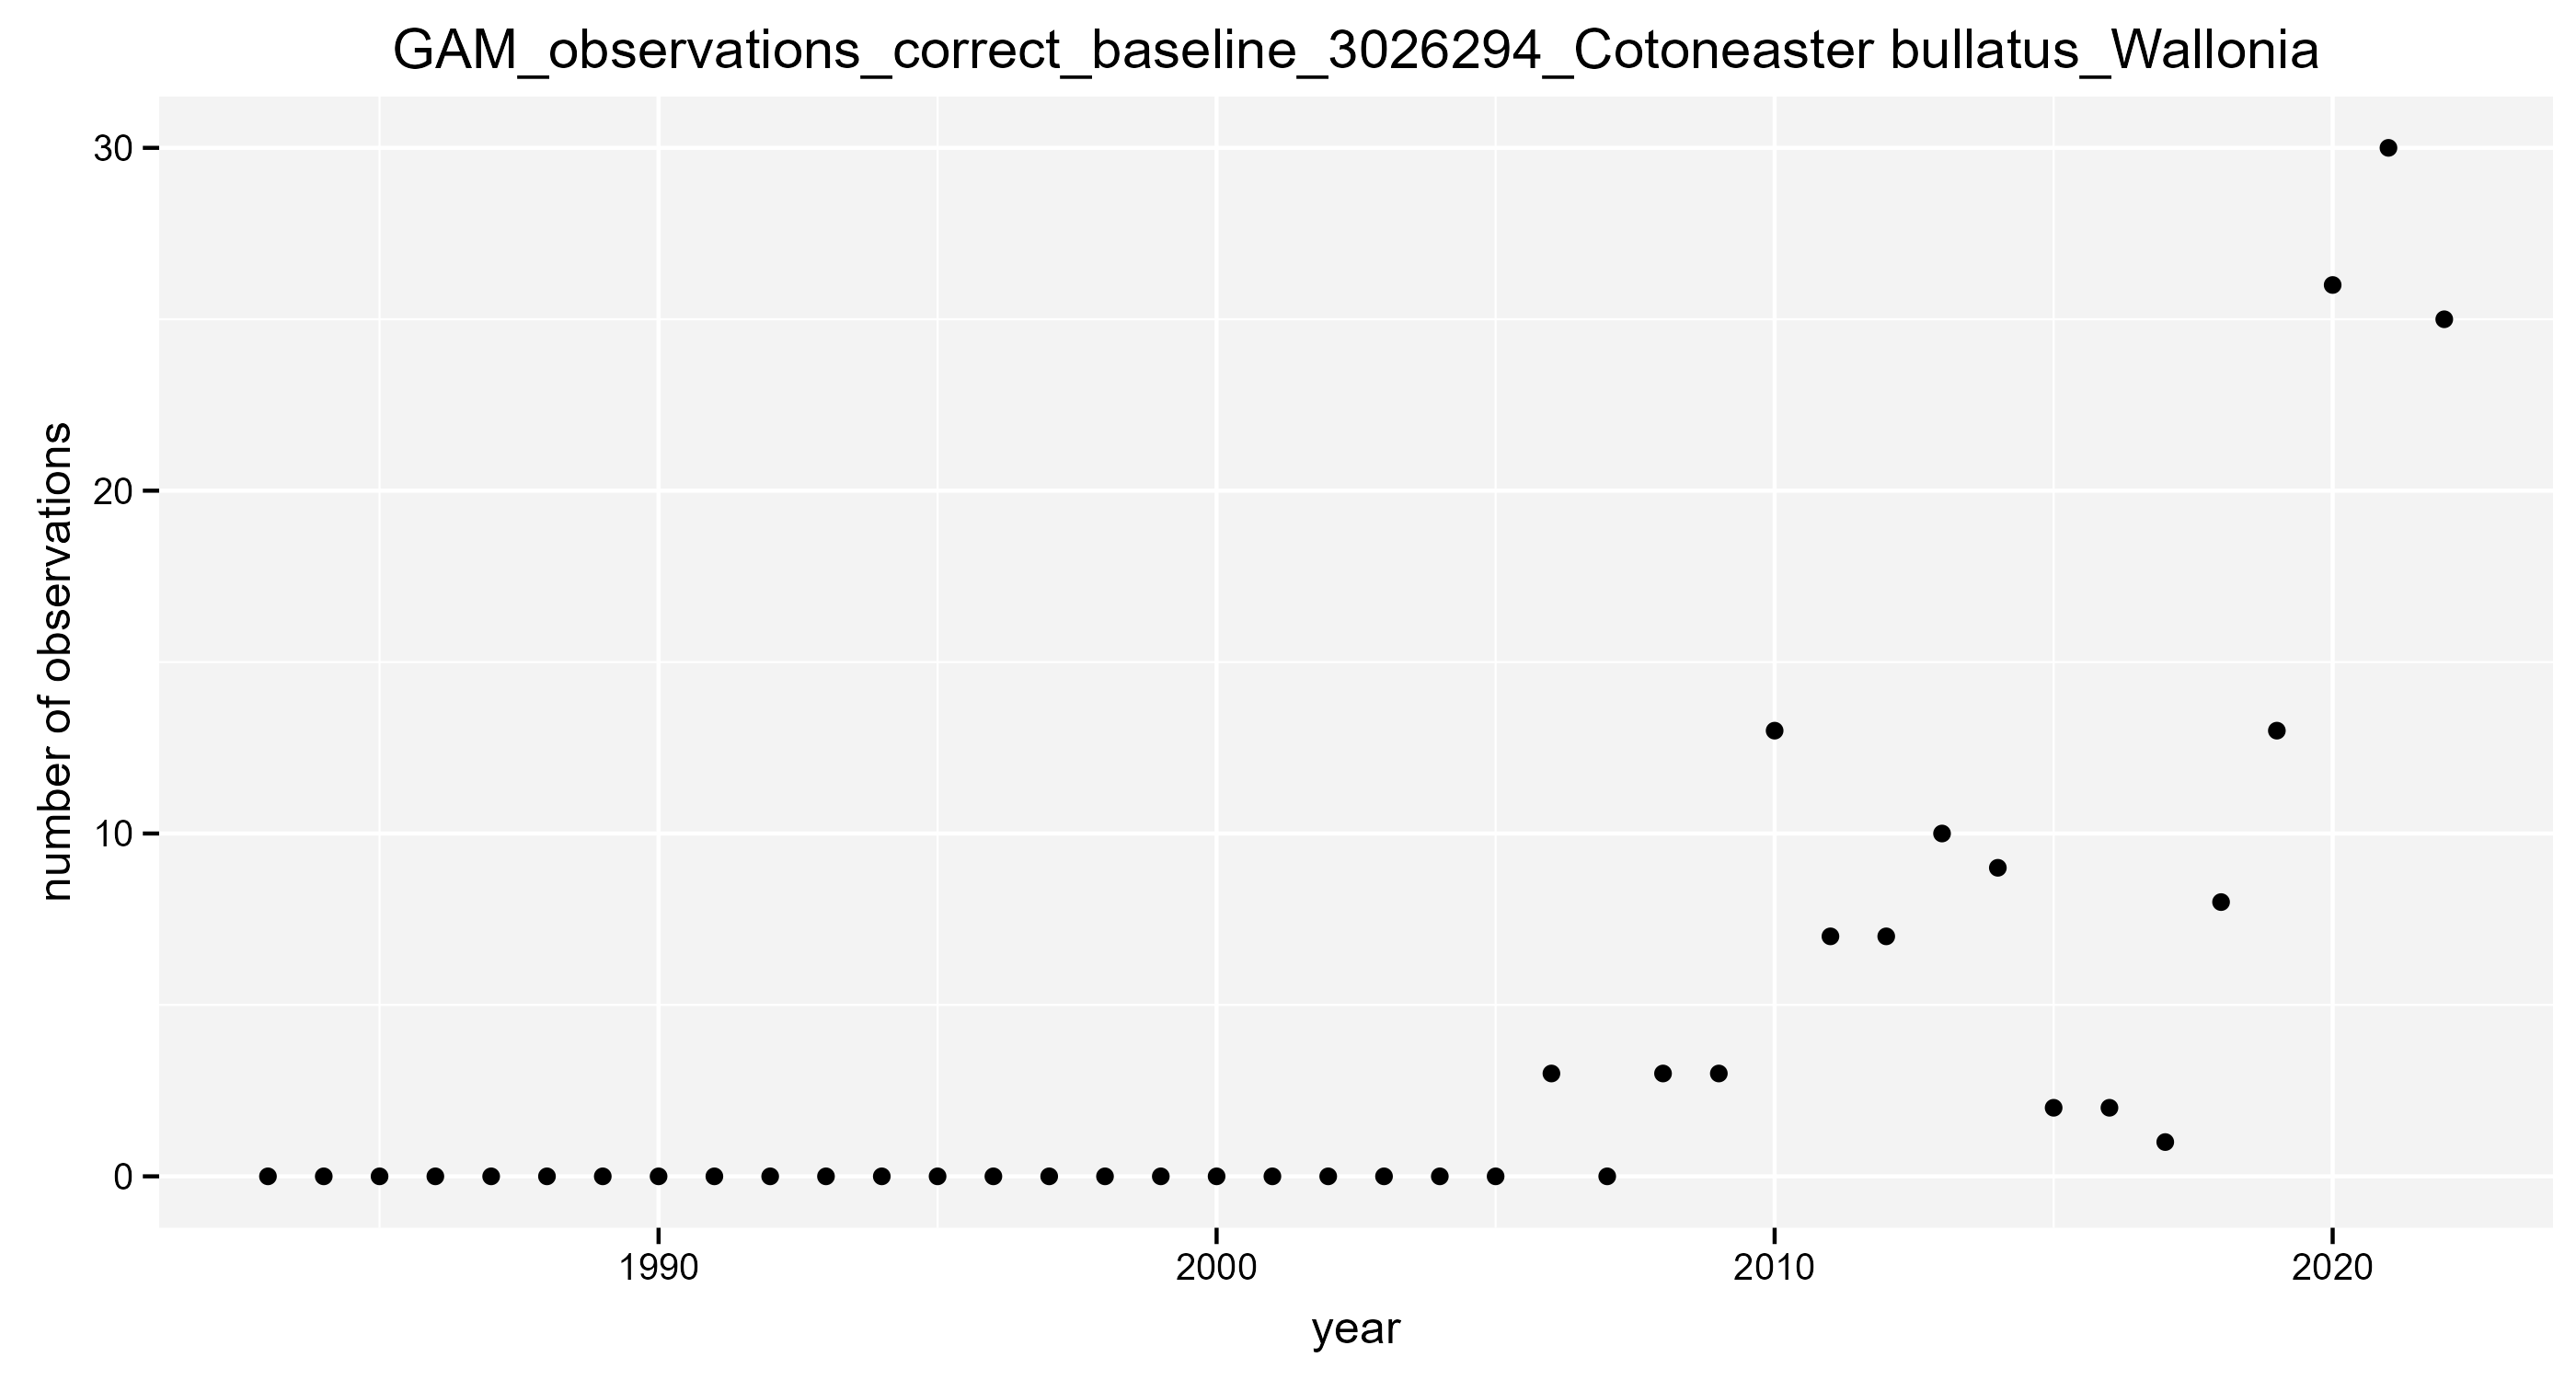 GAM_observations_correct_baseline_3026294_Cotoneaster bullatus_Wallonia
30
20
10
0
number of observations
1990 2000 2010 2020
year